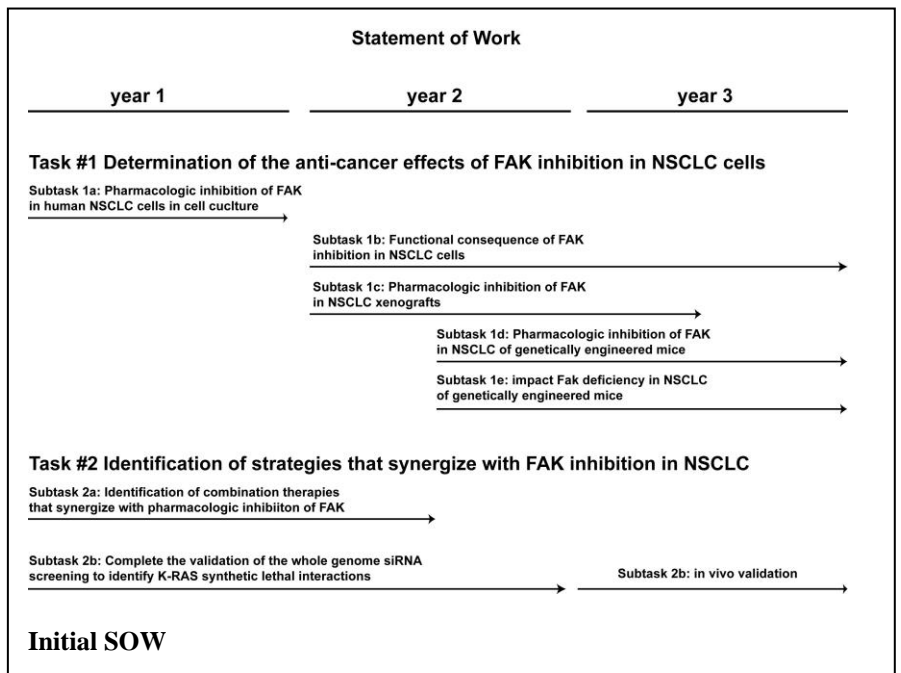 Statement of Work
year 1 year 2 year 3
Task #1 Determination of the anti-cancer effects of FAK inhibition in NSCLC cells
Subtask 1a: Pharmacologic inhibition of FAK
in human NSCLC cells in cell cuclture
Subtask 1b: Functional consequence of FAK
inhibition in NSCLC cells
Subtask 1c: Pharmacologic inhibition of FAK
in NSCLC xenografts
Subtask 1d: Pharmacologic inhibition of FAK
in NSCLC of genetically engineered mice
Subtask 1e: impact Fak deficiency in NSCLC
of genetically engineered mice
Task #2 Identification of strategies that synergize with FAK inhibition in NSCLC
Subtask 2a: Identification of combination therapies
that synergize with pharmacologic inhibiiton of FAK
Subtask 2b: Complete the validation of the whole genome siRNA
screening to identify K-RAS synthetic lethal interactions
Subtask 2b: in vivo validation
Initial SOW